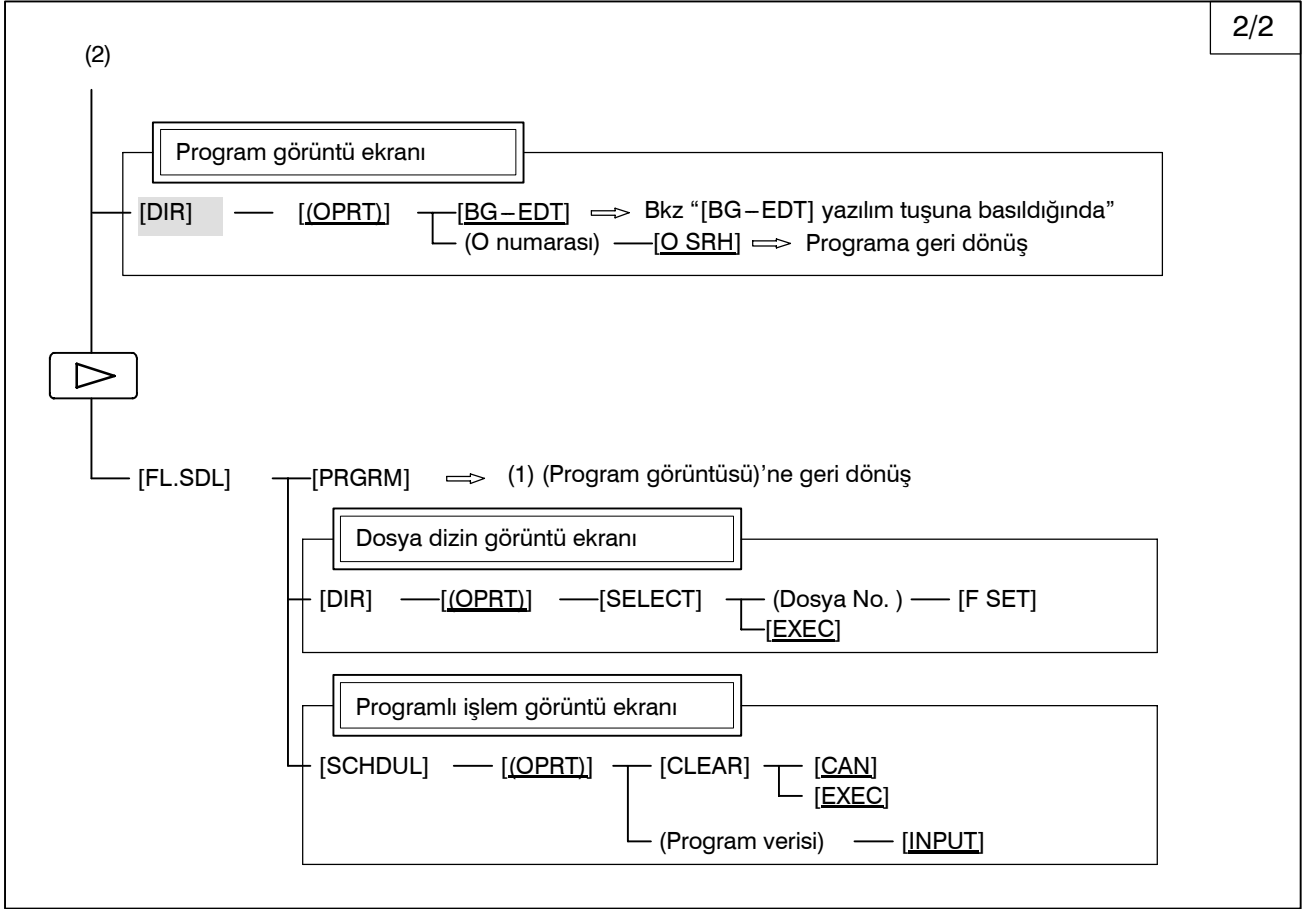 2/2
(2)
Program görüntü ekranı
[DIR] [(OPRT)] [BG–EDT] Bkz “[BG–EDT] yazılım tuşuna basıldığında”
(O numarası) [O SRH] Programa geri dönüş
[FL.SDL] [PRGRM] (1) (Program görüntüsü)’ne geri dönüş
Dosya dizin görüntü ekranı
[DIR] [(OPRT)] [SELECT] (Dosya No. ) [F SET]
[EXEC]
Programlı işlem görüntü ekranı
[SCHDUL] [(OPRT)] [CLEAR] [CAN]
[EXEC]
(Program verisi) [INPUT]